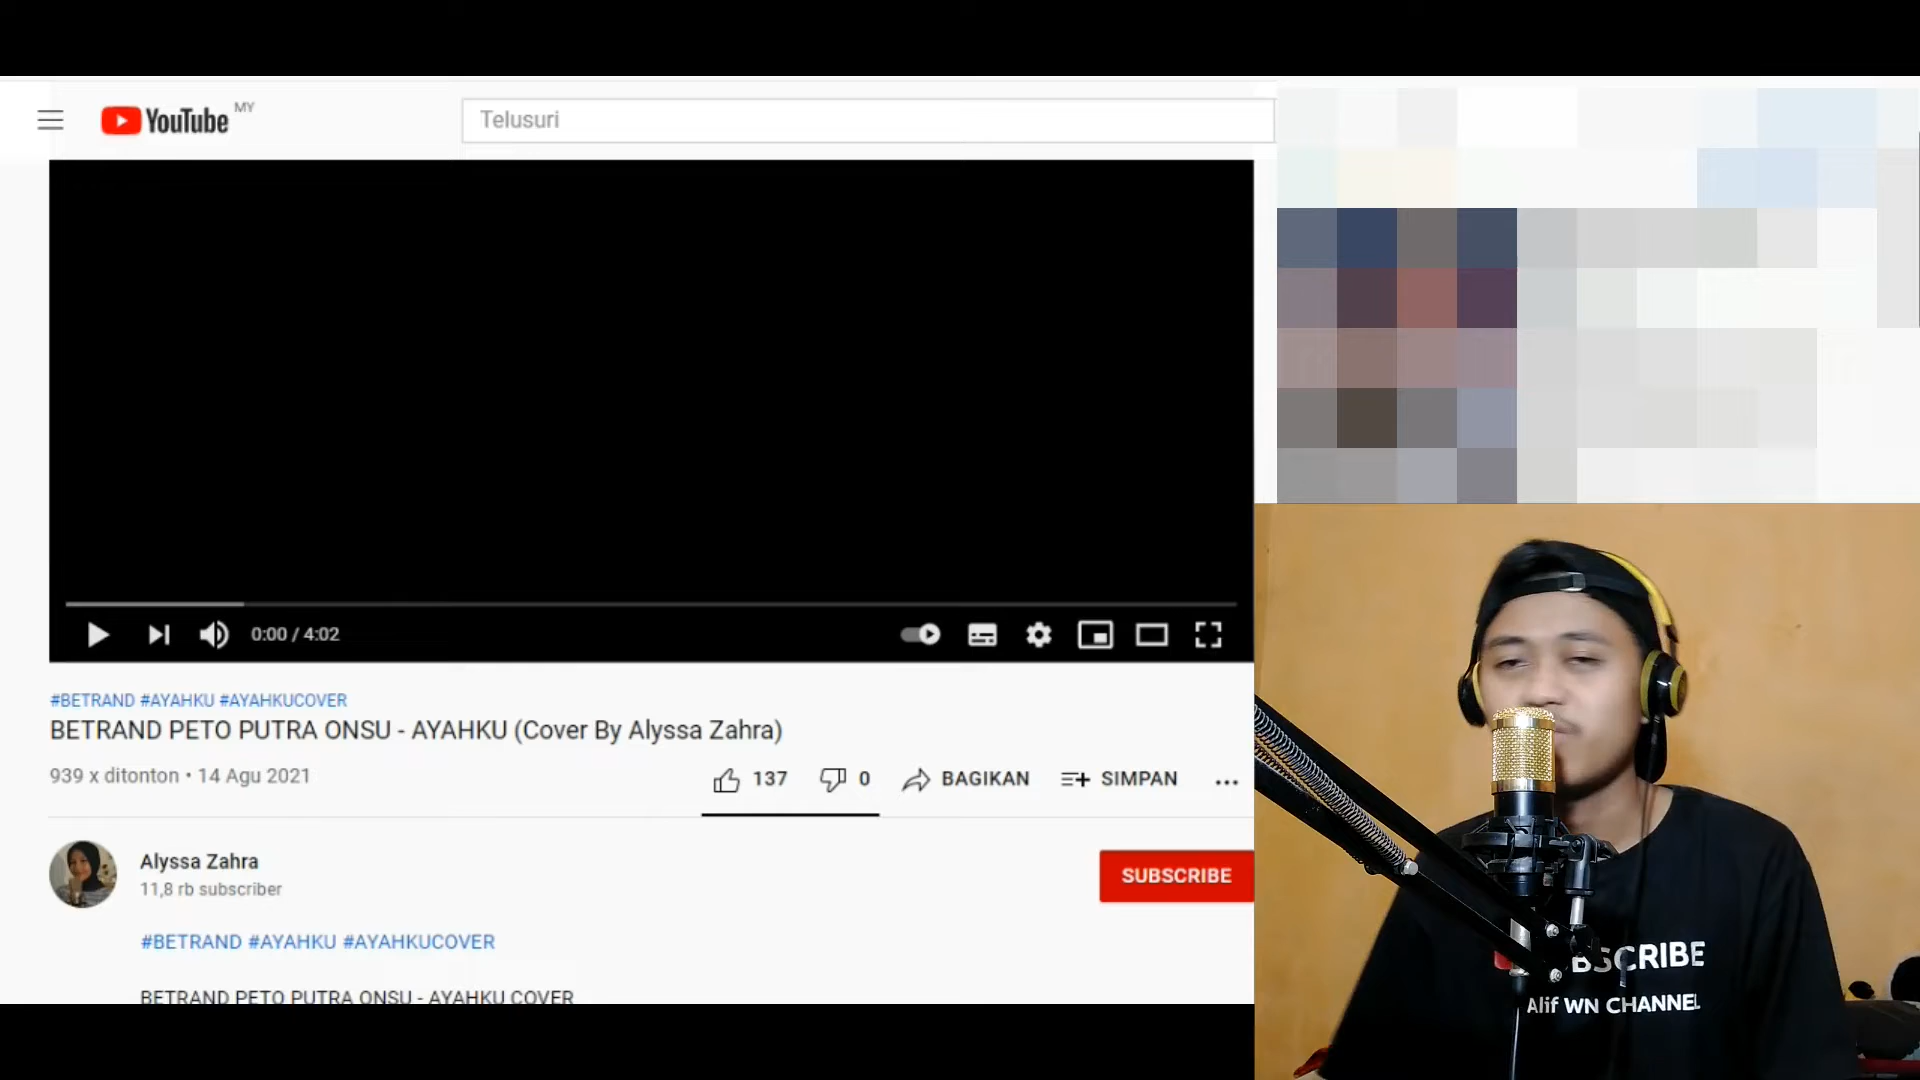 YouTube MY
Telusuri
0:00 / 4:02
#BETRAND #AYAHKU #AYAHKUCOVER
BETRAND PETO PUTRA ONSU - AYAHKU (Cover By Alyssa Zahra)
939 x ditonton • 14 Agu 2021
137 0 BAGIKAN SIMPAN
Alyssa Zahra
11,8 rb subscriber
SUBSCRIBE
#BETRAND #AYAHKU #AYAHKUCOVER
BETRAND PETO PUTRA ONSU - AYAHKU COVER
BSCRIBE
Alif WN CHANNEL